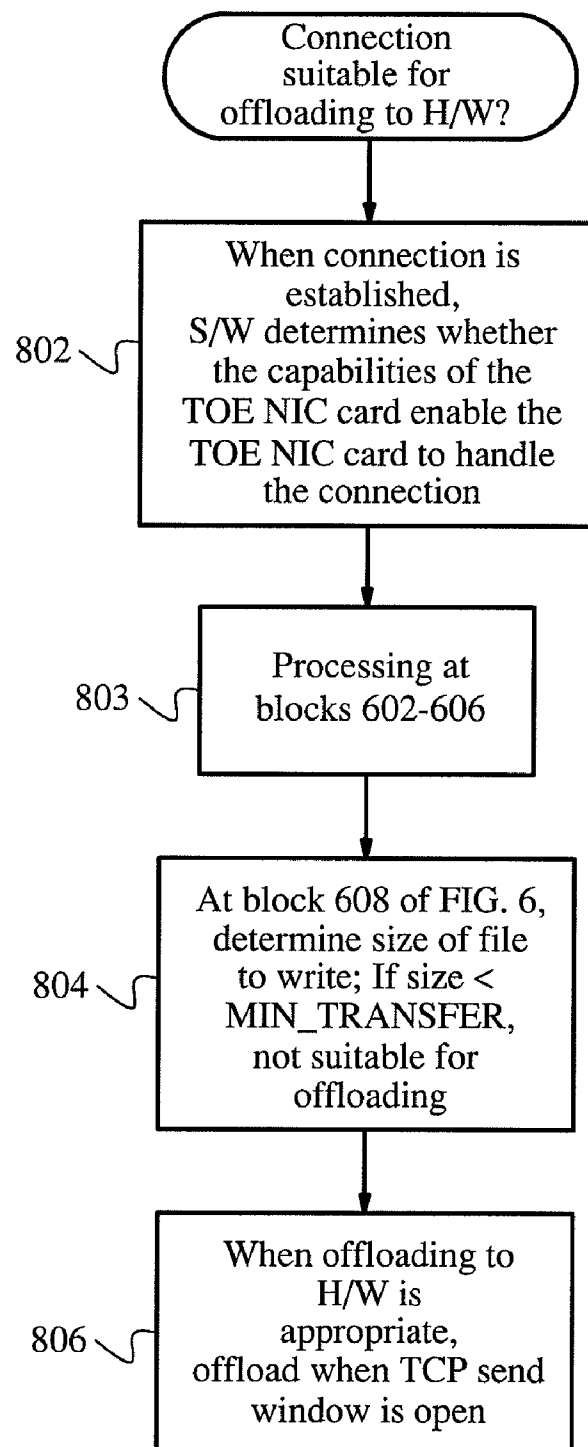 Connection
suitable for
offloading to H/W?
When connection is
established,
S/W determines whether
the capabilities of the
TOE NIC card enable the
TOE NIC card to handle
the connection
802
Processing at
blocks 602-606
803
At block 608 of FIG. 6,
determine size of file
to write; If size <
MIN_TRANSFER,
not suitable for
offloading
804
When offloading to
H/W is
appropriate,
offload when TCP send
window is open
806